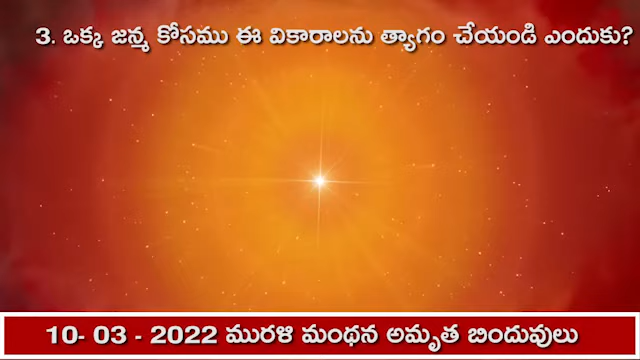 3. ఒక్క జన్మ కోసము ఈ వికారాలను త్యాగం చేయండి ఎందుకు?
10- 03 - 2022 మురళి మంథన అమృత బిందువులు